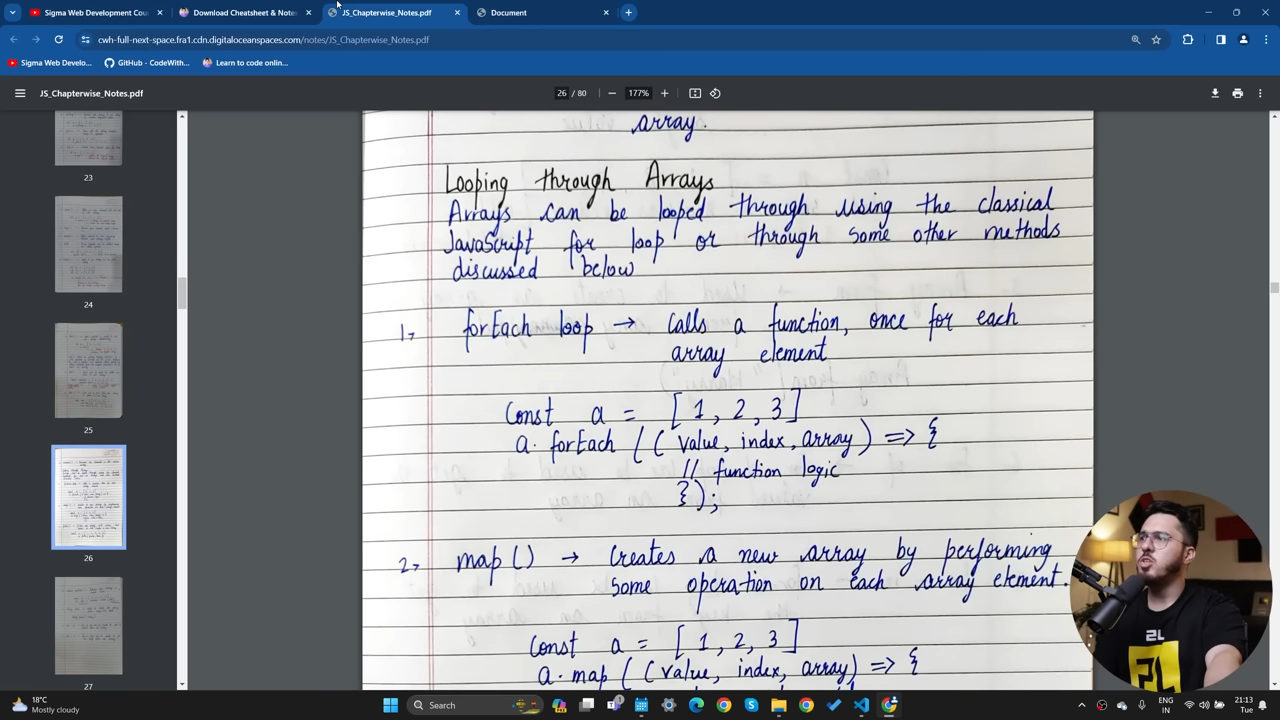 Sigma Web Development Cou
Download Cheatsheet & Notes
JS_Chapterwise_Notes.pdf
Document
cwh-full-next-space.fra1.cdn.digitaloceanspaces.com/notes/JS_Chapterwise_Notes.pdf
Sigma Web Develo...
GitHub - CodeWith...
Learn to code onlin...
JS_Chapterwise_Notes.pdf
26 / 80
177%
23
24
25
26
27
array.
Looping through Arrays
Arrays can be looped through using the classical
JavaScript for loop or through some other methods
discussed below
1, forEach loop → Calls a function, once for each
array element
Const a = [1, 2, 3]
a. forEach ((value, index, array) => {
// function logic
});
2, map() → Creates a new array by performing
some operation on each array element.
Const a = [1, 2, 3]
a. map ((value, index, array) => {
18°C
Mostly cloudy
Search
ENG
IN
21:13
Tue